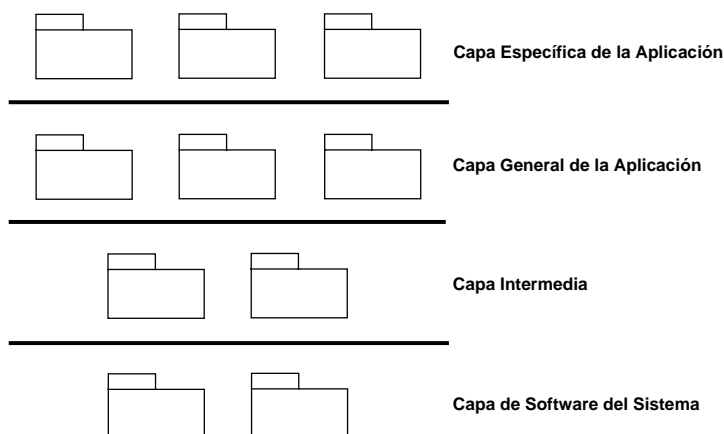 Capa Específica de la Aplicación
Capa General de la Aplicación
Capa Intermedia
Capa de Software del Sistema